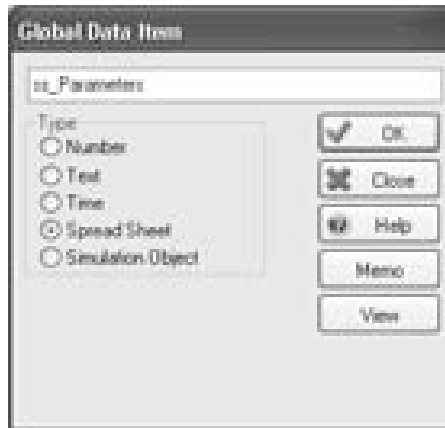 Global Data Item
ss_Parameters
Type
Number
Text
Time
Spread Sheet
Simulation Object
OK
Close
Help
Memo
View